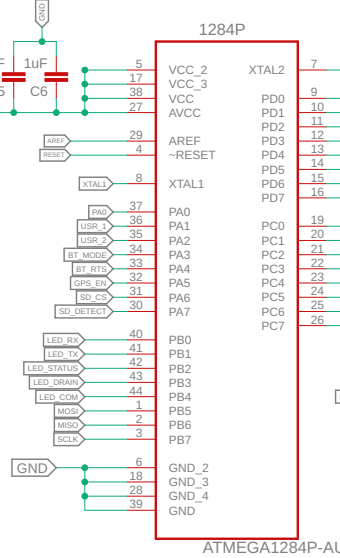 GND
1284P
1uF
C6
5 VCC_2 XTAL2 7
17 VCC_3
38 VCC PD0 9
27 AVCC PD1 10
PD2 11
AREF 29 AREF PD3 12
RESET 4 ~RESET PD4 13
PD5 14
XTAL1 8 XTAL1 PD6 15
PD7 16
PA0 37 PA0
USR_1 36 PA1 PC0 19
USR_2 35 PA2 PC1 20
BT_MODE 34 PA3 PC2 21
BT_RTS 33 PA4 PC3 22
GPS_EN 32 PA5 PC4 23
SD_CS 31 PA6 PC5 24
SD_DETECT 30 PA7 PC6 25
PC7 26
LED_RX 40 PB0
LED_TX 41 PB1
LED_STATUS 42 PB2
LED_DRAIN 43 PB3
LED_COM 44 PB4
MOSI 1 PB5
MISO 2 PB6
SCLK 3 PB7
GND 6 GND_2
18 GND_3
28 GND_4
39 GND
ATMEGA1284P-AU